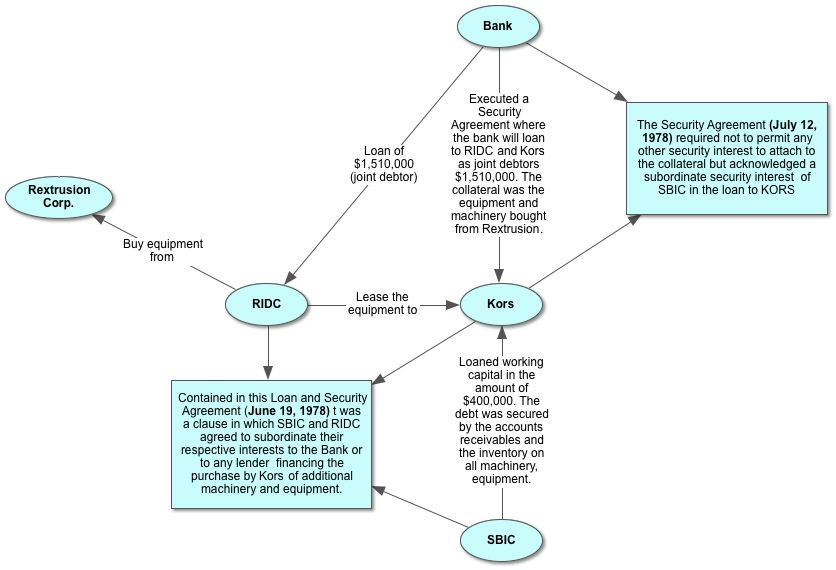 Bank
Executed a
Security
Agreement where
the bank will loan
to RIDC and Kors
as joint debtors
$1,510,000. The
collateral was the
equipment and
machinery bought
from Rextrusion.
The Security Agreement (July 12,
1978) required not to permit any
other security interest to attach to
the collateral but acknowledged a
subordinate security interest of
SBIC in the loan to KORS
Loan of
$1,510,000
(joint debtor)
Rextrusion
Corp.
Buy equipment
from
RIDC
Lease the
equipment to
Kors
Contained in this Loan and Security
Agreement (June 19, 1978) t was
a clause in which SBIC and RIDC
agreed to subordinate their
respective interests to the Bank or
to any lender financing the
purchase by Kors of additional
machinery and equipment.
Loaned working
capital in the
amount of
$400,000. The
debt was secured
by the accounts
receivables and
the inventory on
all machinery,
equipment.
SBIC